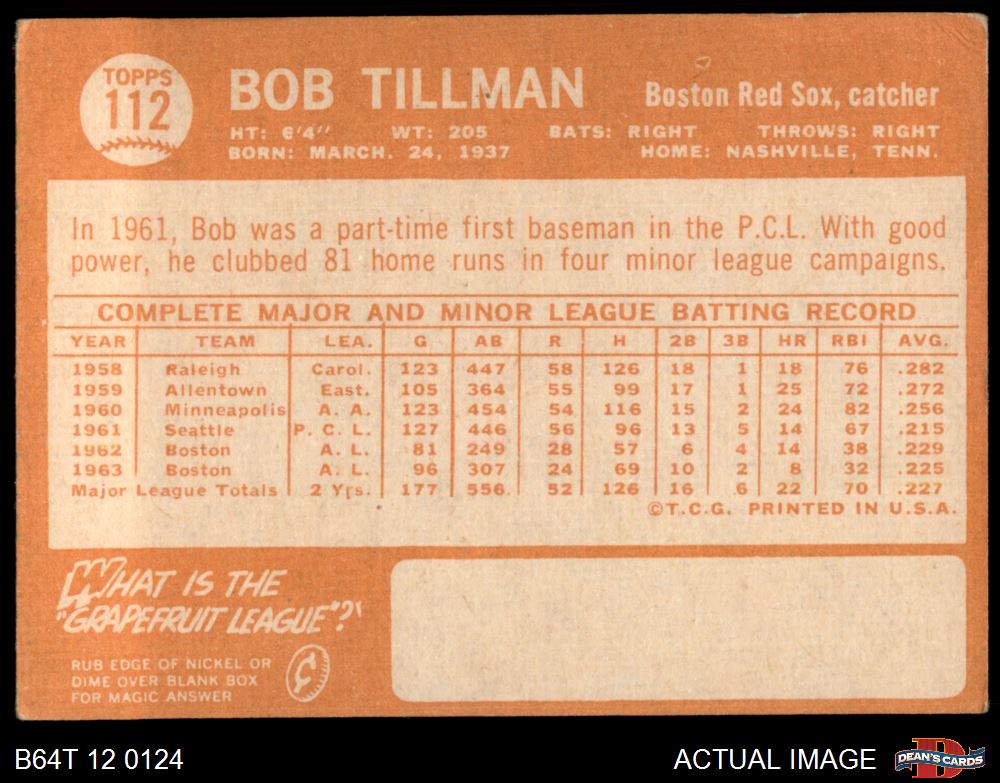 TOPPS
112
BOB TILLMAN
Boston Red Sox, catcher
HT: 6'4" WT: 205 BATS: RIGHT THROWS: RIGHT
BORN: MARCH. 24, 1937 HOME: NASHVILLE, TENN.
In 1961, Bob was a part-time first baseman in the P.C.L. With good
power, he clubbed 81 home runs in four minor league campaigns.
COMPLETE MAJOR AND MINOR LEAGUE BATTING RECORD
YEAR TEAM LEA. G AB R H 2B 3B HR RBI AVG.
1958 Raleigh Carol. 123 447 58 126 18 1 18 76 .282
1959 Allentown East. 105 364 55 99 17 1 25 72 .272
1960 Minneapolis A. A. 123 454 54 116 15 2 24 82 .256
1961 Seattle P. C. L. 127 446 56 96 13 5 14 67 .215
1962 Boston A. L. 81 249 28 57 6 4 14 38 .229
1963 Boston A. L. 96 307 24 69 10 2 8 32 .225
Major League Totals 2 Yrs. 177 556 52 126 16 6 22 70 .227
©T.C.G. PRINTED IN U.S.A.
WHAT IS THE
"GRAPEFRUIT LEAGUE"?
RUB EDGE OF NICKEL OR
DIME OVER BLANK BOX
FOR MAGIC ANSWER
B64T 12 0124
ACTUAL IMAGE
D
DEAN'S CARDS